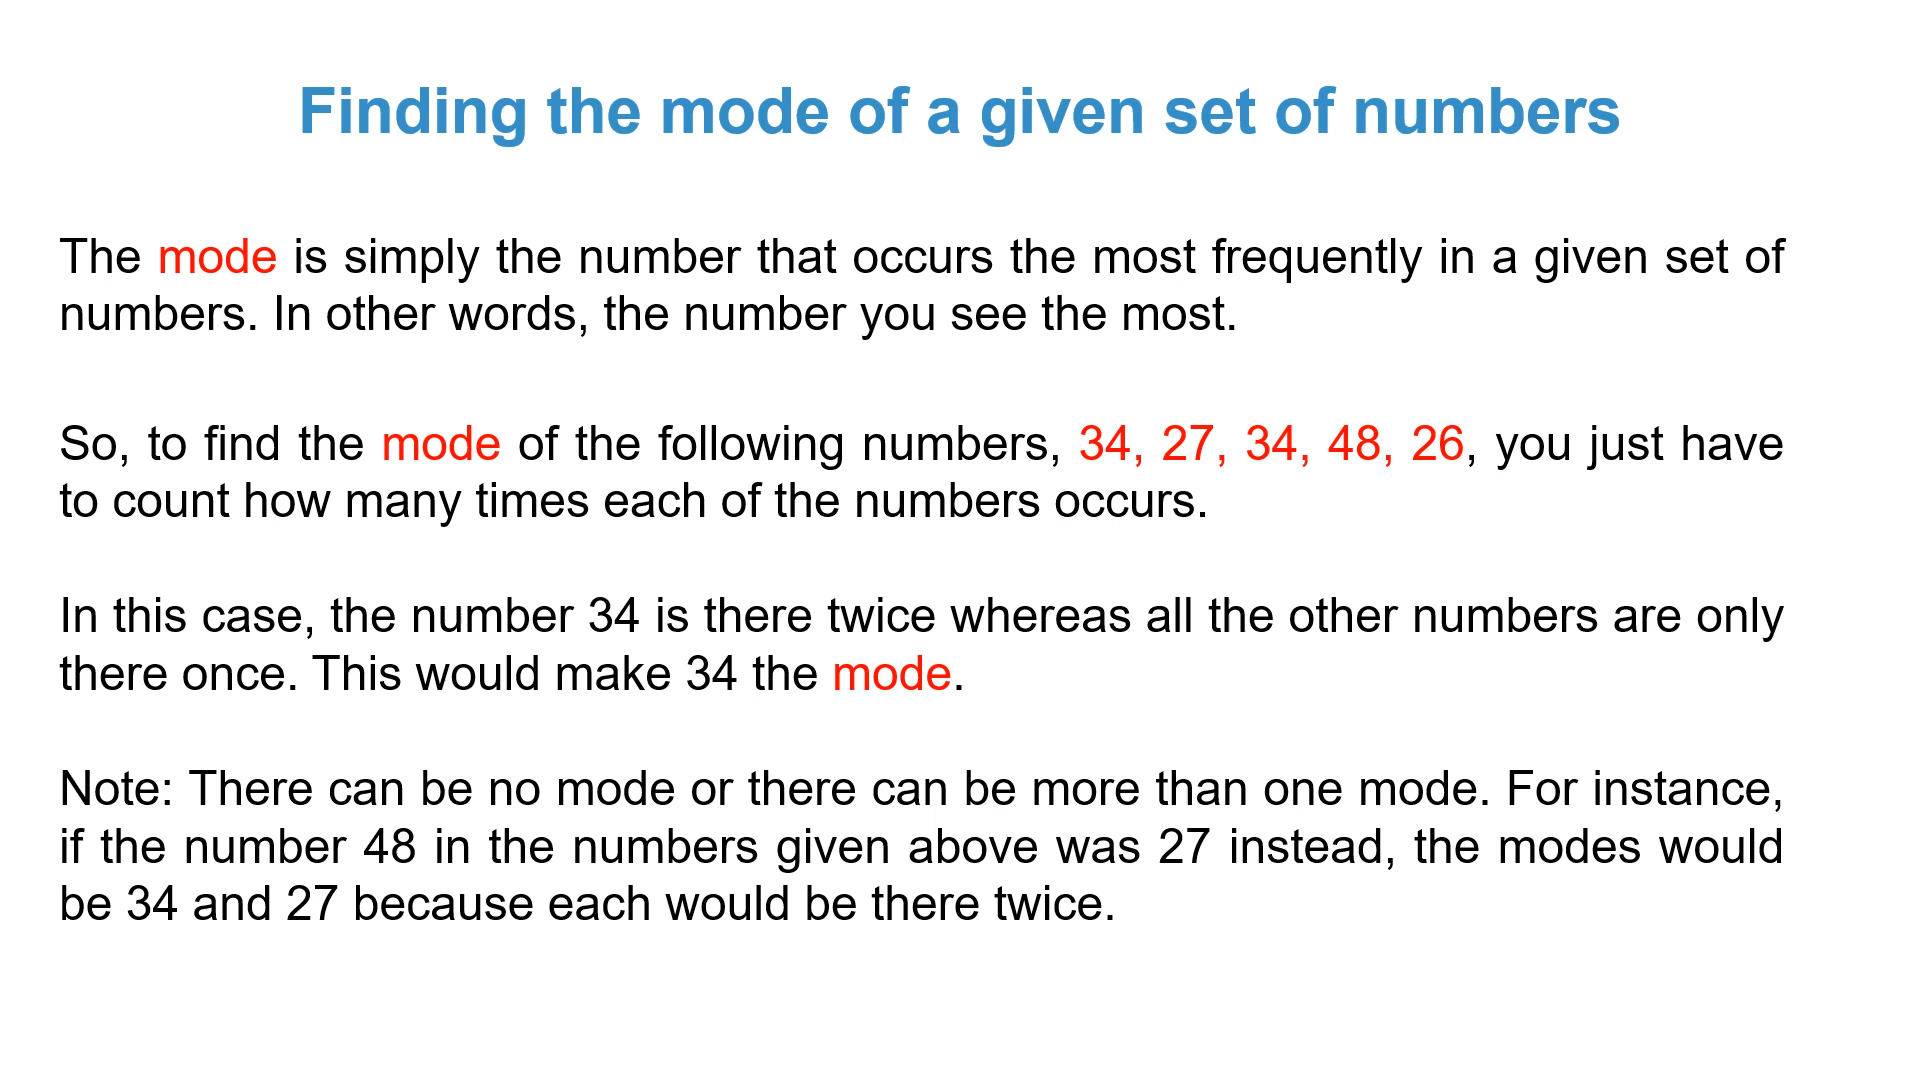 Finding the mode of a given set of numbers
The mode is simply the number that occurs the most frequently in a given set of
numbers. In other words, the number you see the most.
So, to find the mode of the following numbers, 34, 27, 34, 48, 26, you just have
to count how many times each of the numbers occurs.
In this case, the number 34 is there twice whereas all the other numbers are only
there once. This would make 34 the mode.
Note: There can be no mode or there can be more than one mode. For instance,
if the number 48 in the numbers given above was 27 instead, the modes would
be 34 and 27 because each would be there twice.